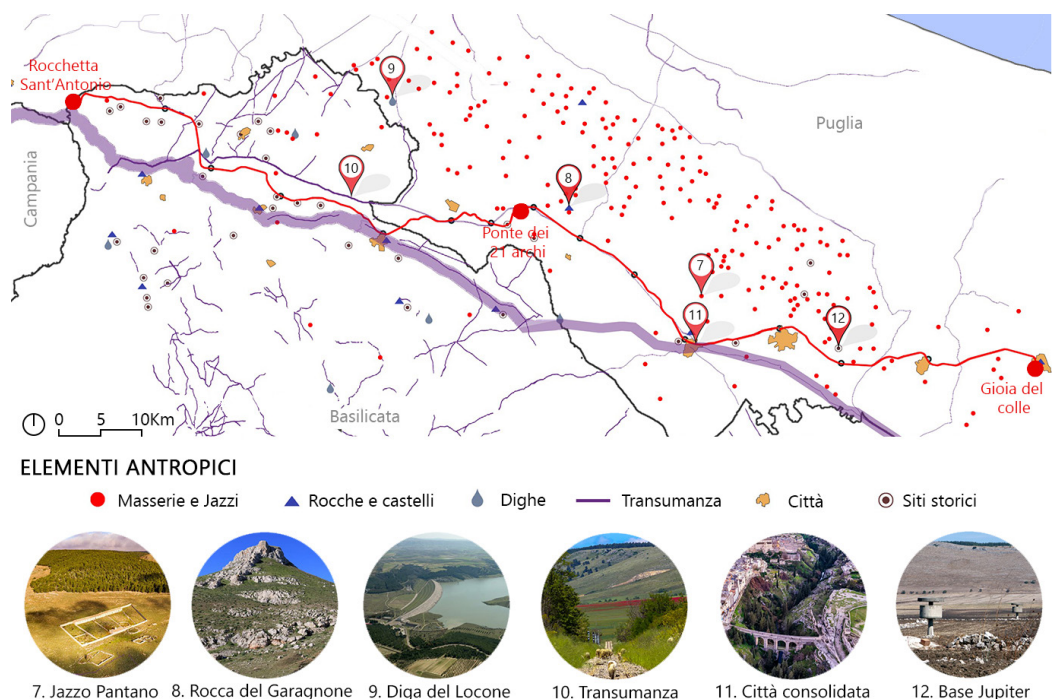 Rocchetta
Sant'Antonio
9
Puglia
Campania
10
8
Ponte dei
21 archi
7
11
12
Gioia del
colle
Basilicata
0 5 10Km
ELEMENTI ANTROPICI
Masserie e Jazzi
Rocche e castelli
Dighe
Transumanza
Città
Siti storici
7. Jazzo Pantano
8. Rocca del Garagnone
9. Diga del Locone
10. Transumanza
11. Città consolidata
12. Base Jupiter